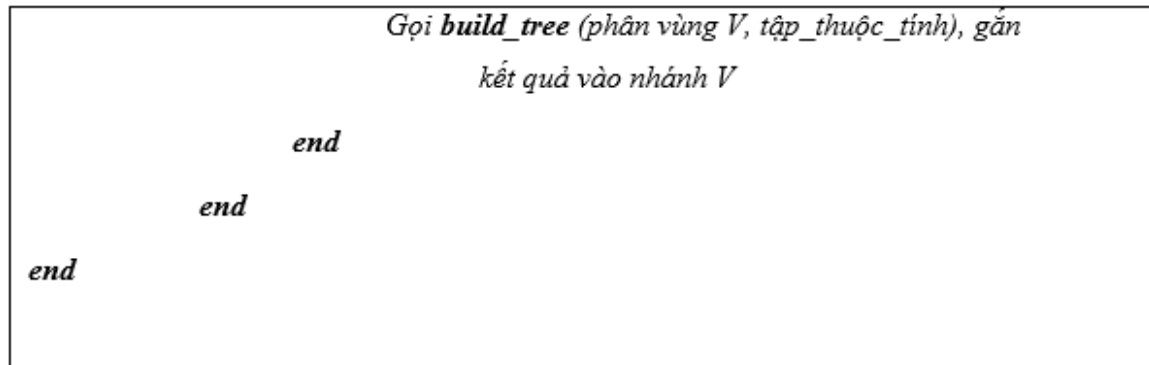 Gọi build_tree (phân vùng V, tập_thuộc_tính), gắn
kết quả vào nhánh V
end
end
end